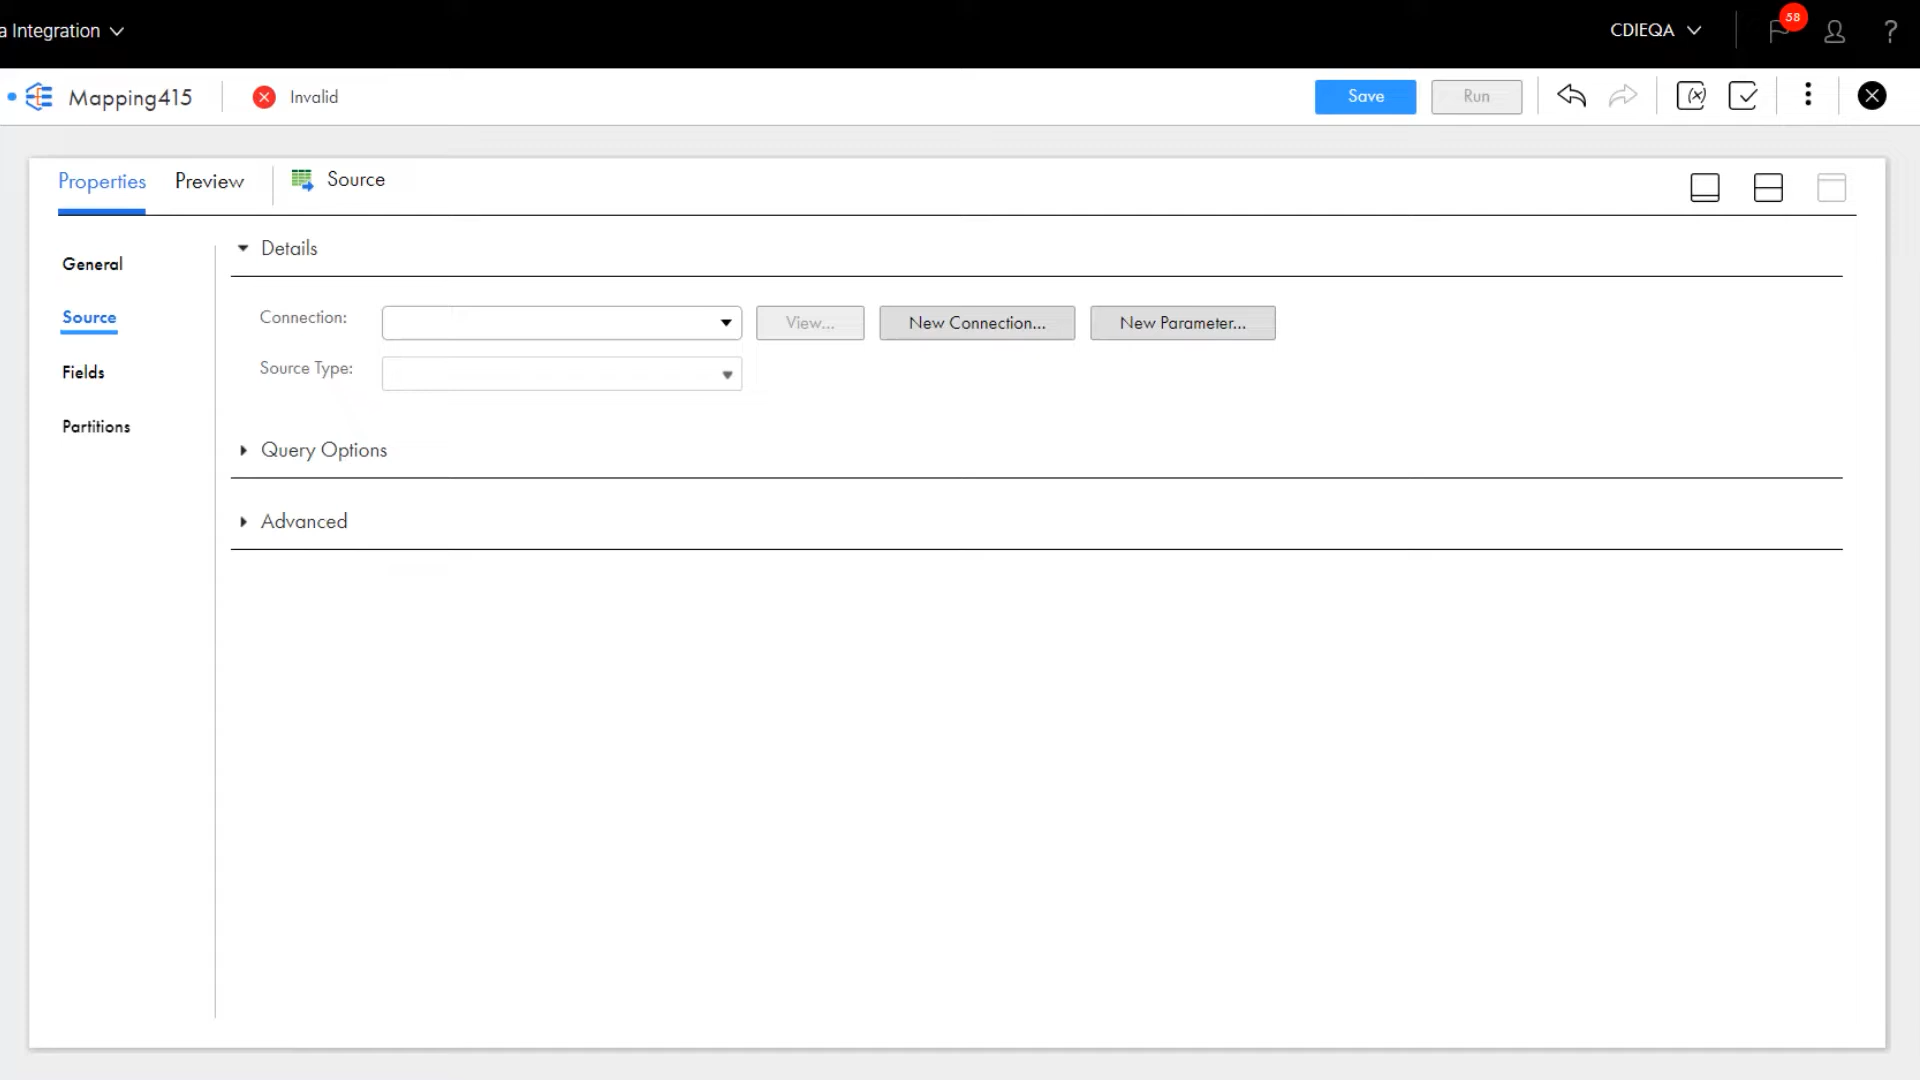 a Integration
CDIEQA
58
?
Mapping415
Invalid
Save
Run
(x)
Properties
Preview
Source
General
Source
Fields
Partitions
Details
Connection:
View...
New Connection...
New Parameter...
Source Type:
Query Options
Advanced